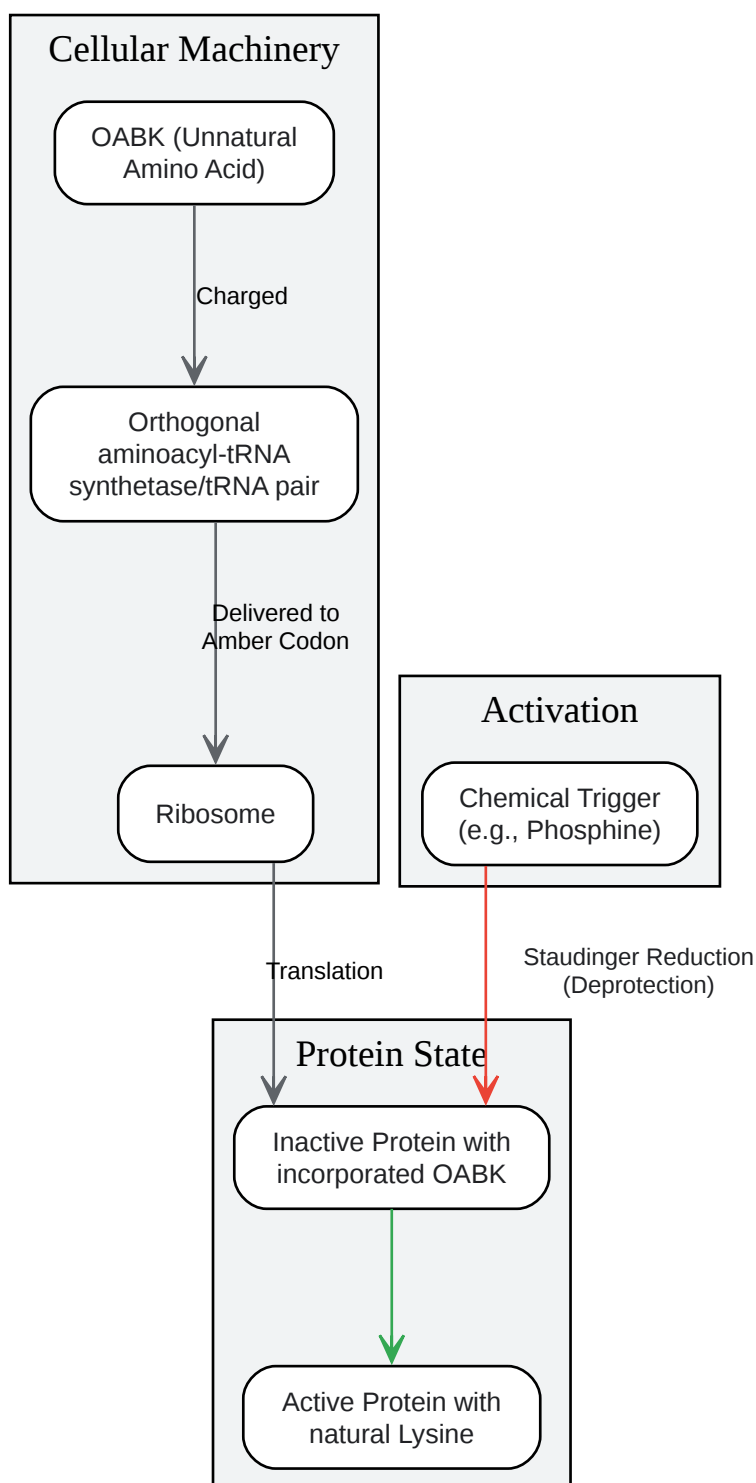 Cellular Machinery
OABK (Unnatural
Amino Acid)
Charged
Orthogonal
aminoacyl-tRNA
synthetase/tRNA pair
Delivered to
Amber Codon
Ribosome
Activation
Chemical Trigger
(e.g., Phosphine)
Translation
Staudinger Reduction
(Deprotection)
Protein State
Inactive Protein with
incorporated OABK
Active Protein with
natural Lysine